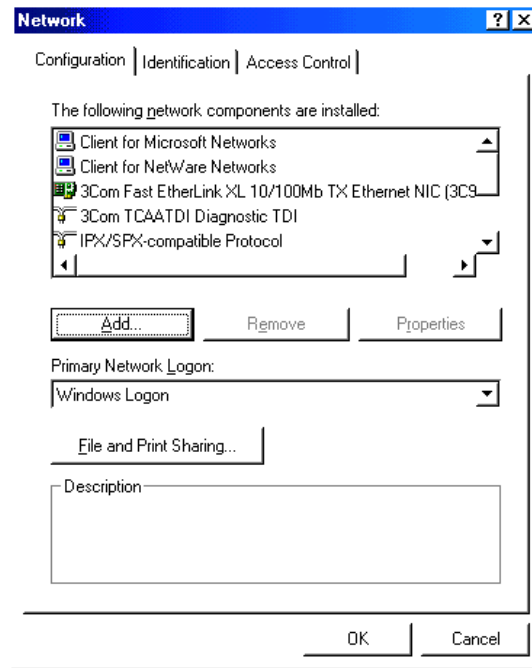 Network
Configuration Identification Access Control
The following network components are installed:
Client for Microsoft Networks
Client for NetWare Networks
3Com Fast EtherLink XL 10/100Mb TX Ethernet NIC (3C9
3Com TCAATDI Diagnostic TDI
IPX/SPX-compatible Protocol
Add... Remove Properties
Primary Network Logon:
Windows Logon
File and Print Sharing...
Description
OK Cancel